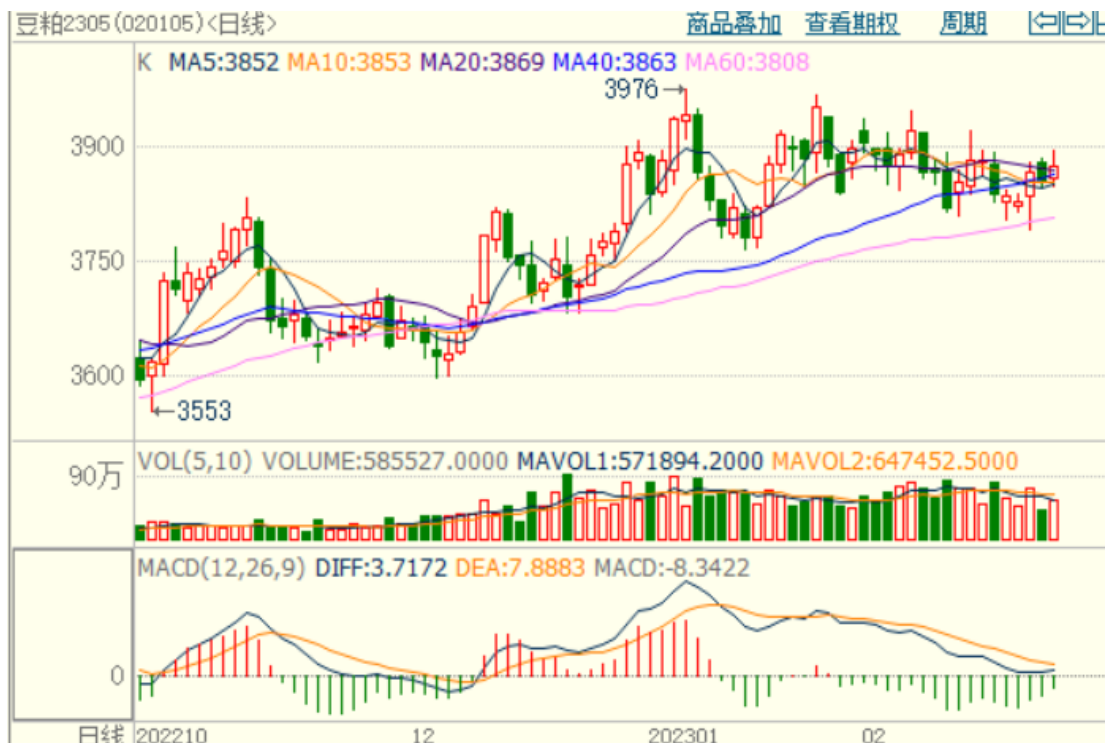 豆粕2305(020105)<日线> 商品叠加 查看期权 周期
K MA5:3852 MA10:3853 MA20:3869 MA40:3863 MA60:3808
3976
3900
3750
3600
3553
VOL(5,10) VOLUME:585527.0000 MAVOL1:571894.2000 MAVOL2:647452.5000
90万
MACD(12,26,9) DIFF:3.7172 DEA:7.8883 MACD:-8.3422
0
日线 202210 12 202301 02